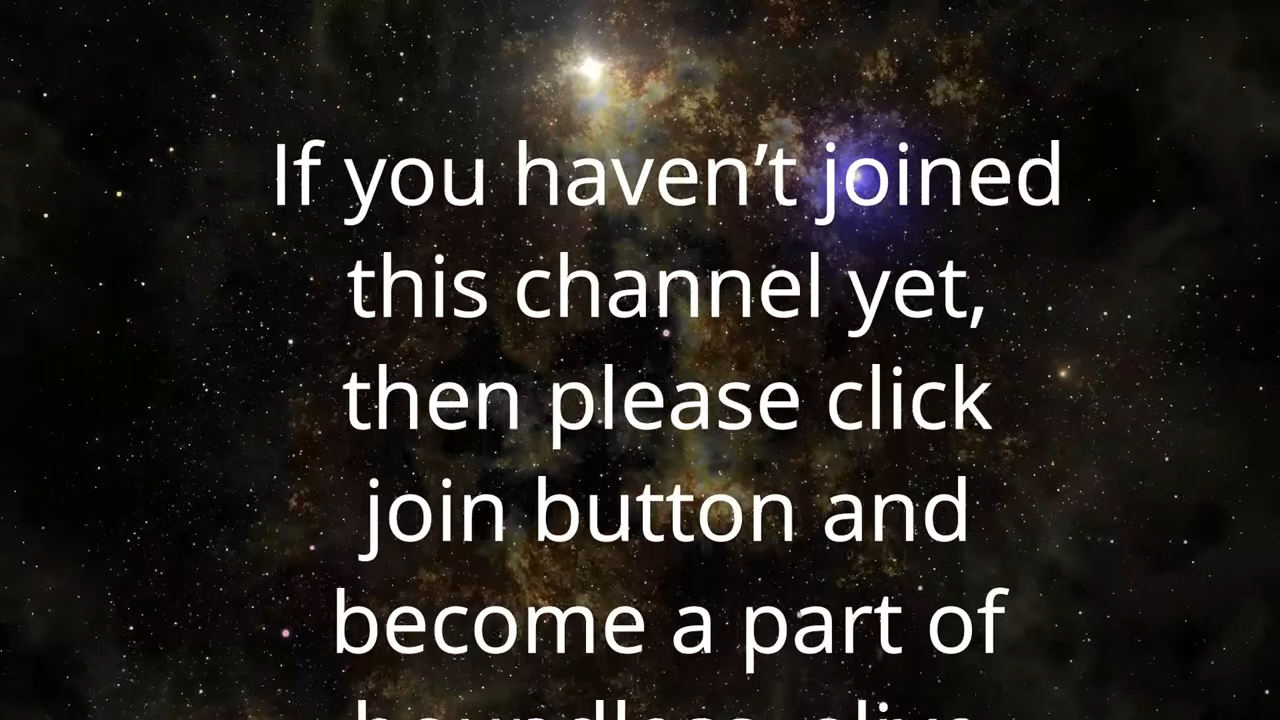 If you haven’t joined
this channel yet,
then please click
join button and
become a part of